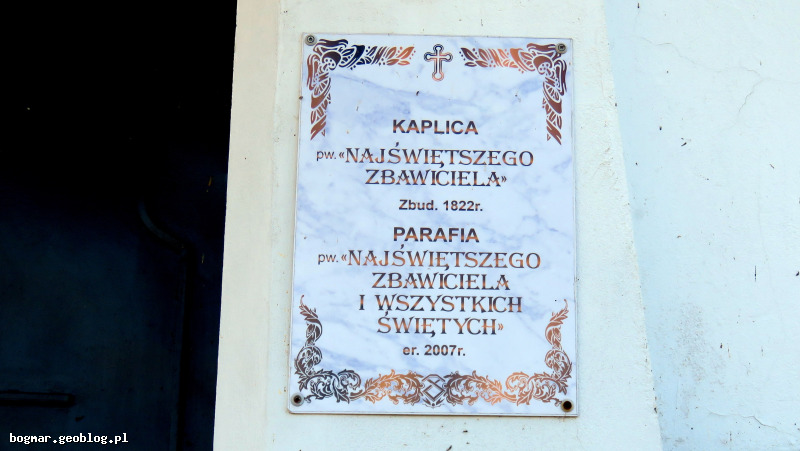 KAPLICA
pw. «NAJŚWIĘTSZEGO
ZBAWICIELA»
Zbud. 1822r.
PARAFIA
pw. «NAJŚWIĘTSZEGO
ZBAWICIELA
I WSZYSTKICH
ŚWIĘTYCH»
er. 2007r.
bogmar.geoblog.pl